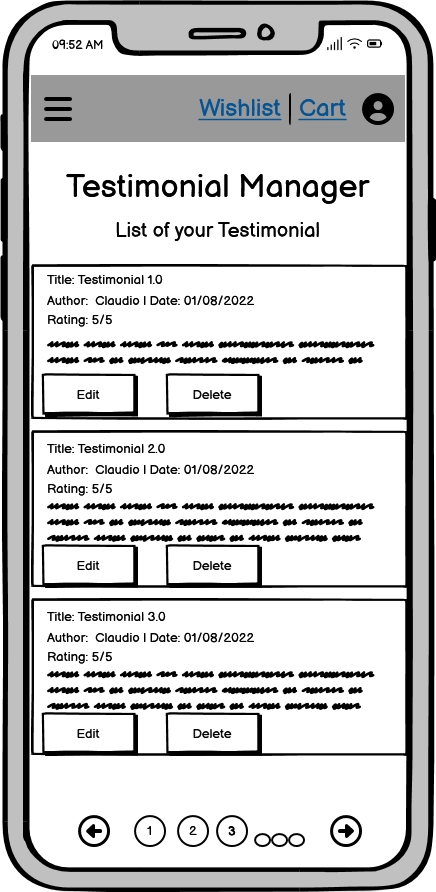 09:52 AM
Wishlist | Cart
Testimonial Manager
List of your Testimonial
Title: Testimonial 1.0
Author: Claudio | Date: 01/08/2022
Rating: 5/5
Edit Delete
Title: Testimonial 2.0
Author: Claudio | Date: 01/08/2022
Rating: 5/5
Edit Delete
Title: Testimonial 3.0
Author: Claudio | Date: 01/08/2022
Rating: 5/5
Edit Delete
1 2 3